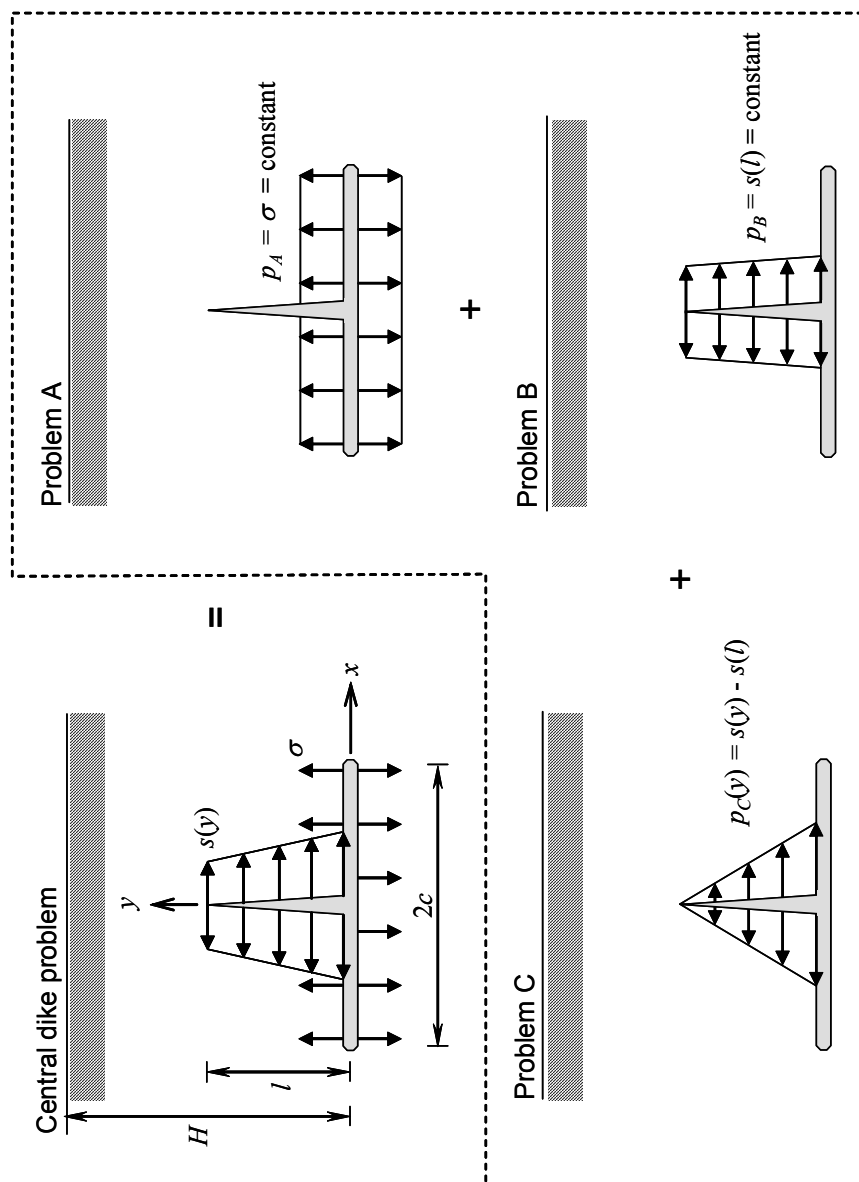 Central dike problem
H
l
y
s(y)
σ
x
2c
=
Problem A
p_A = σ = constant
+
Problem B
p_B = s(l) = constant
+
Problem C
p_C(y) = s(y) - s(l)